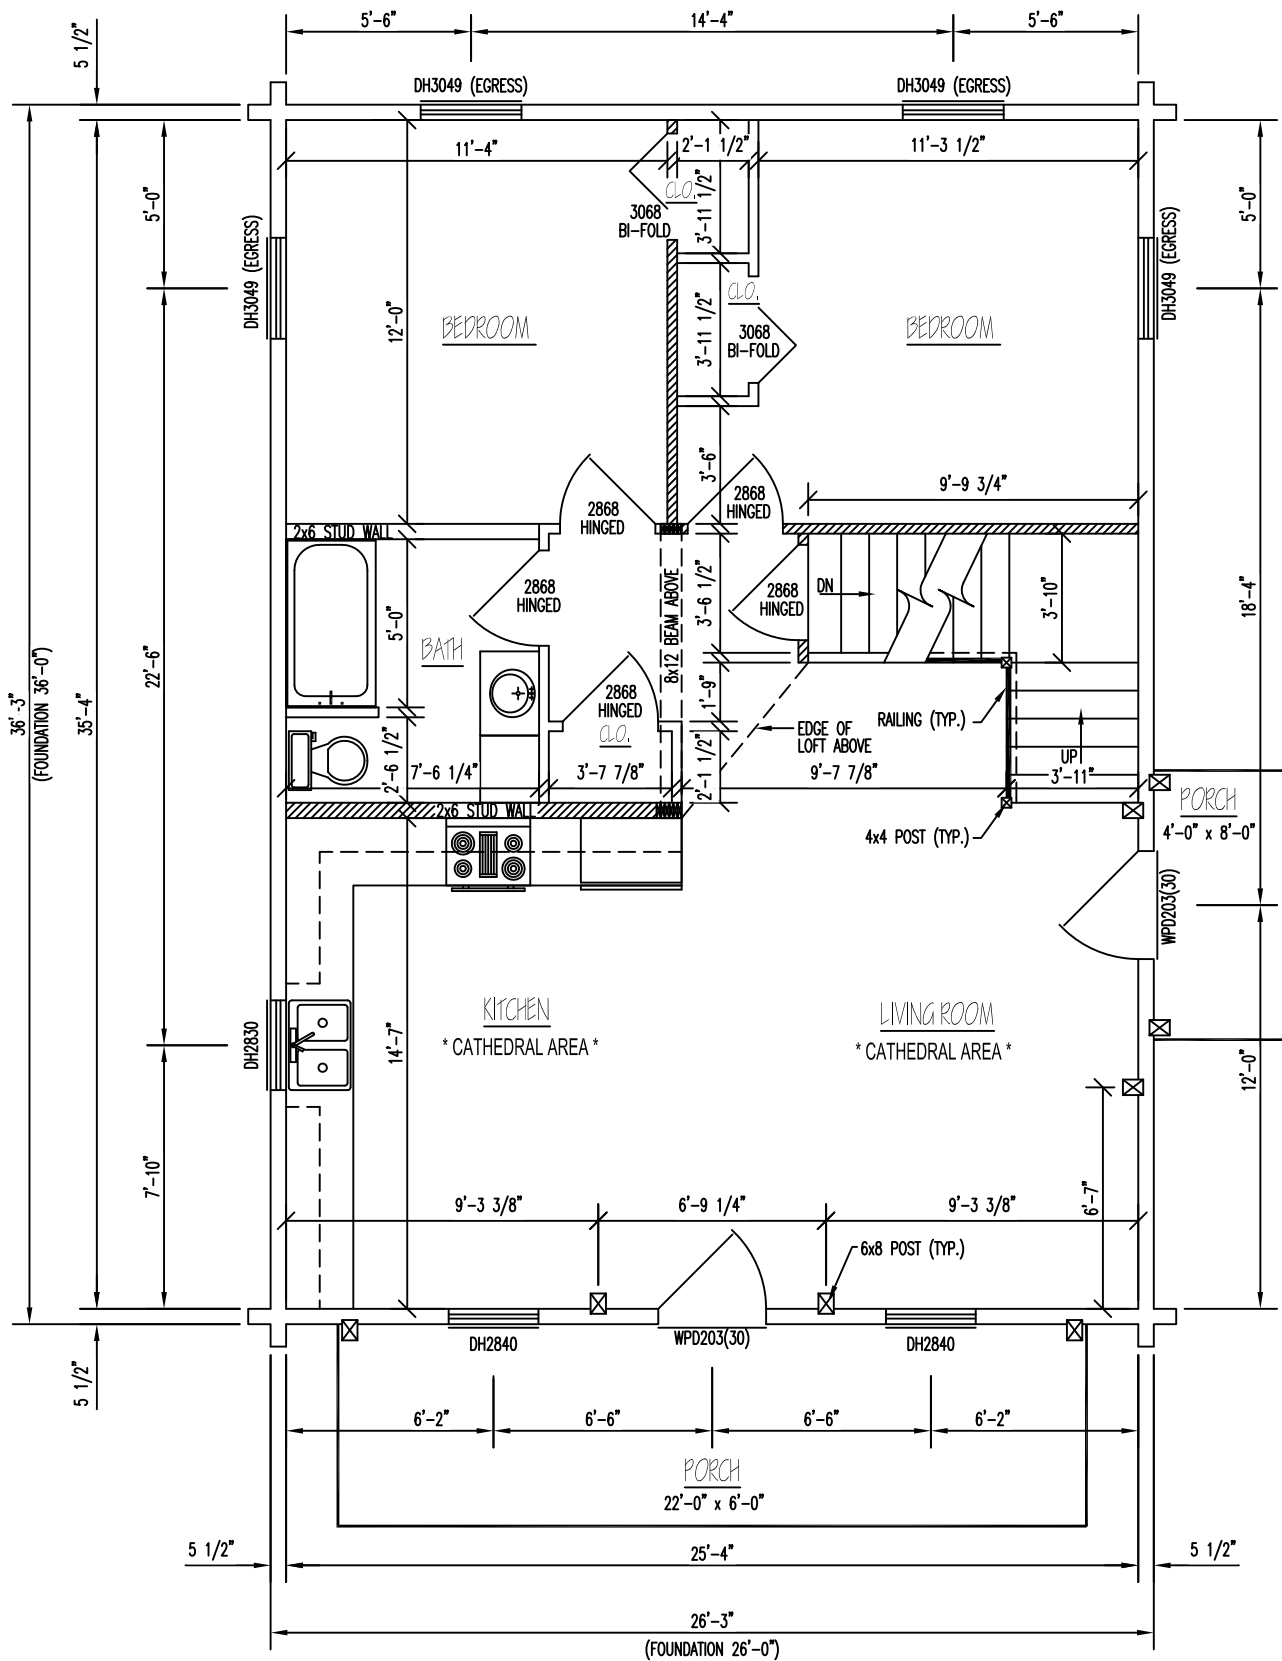 5'-6"
14'-4"
5'-6"
5 1/2"
DH3049 (EGRESS)
DH3049 (EGRESS)
11'-4"
2'-1 1/2"
11'-3 1/2"
5'-0"
CLO.
3'-11 1/2"
5'-0"
3068
BI-FOLD
DH3049 (EGRESS)
DH3049 (EGRESS)
CLO.
12'-0"
BEDROOM
3'-11 1/2"
3068
BI-FOLD
BEDROOM
3'-6"
9'-9 3/4"
2868
HINGED
2868
HINGED
2x6 STUD WALL
2868
HINGED
2868
HINGED
DN
3'-6 1/2"
3'-10"
18'-4"
5'-0"
BATH
8x12 BEAM ABOVE
22'-6"
36'-3"
(FOUNDATION 36'-0")
35'-4"
2868
HINGED
CLO.
1'-9"
EDGE OF
LOFT ABOVE
RAILING (TYP.)
UP
2'-6 1/2"
7'-6 1/4"
3'-7 7/8"
2'-1 1/2"
9'-7 7/8"
3'-11"
PORCH
4'-0" x 8'-0"
2x6 STUD WALL
4x4 POST (TYP.)
WPD203(30)
KITCHEN
* CATHEDRAL AREA *
LIVING ROOM
* CATHEDRAL AREA *
DH2830
14'-7"
12'-0"
7'-10"
9'-3 3/8"
6'-9 1/4"
9'-3 3/8"
6'-7"
6x8 POST (TYP.)
DH2840
WPD203(30)
DH2840
5 1/2"
6'-2"
6'-6"
6'-6"
6'-2"
PORCH
22'-0" x 6'-0"
5 1/2"
25'-4"
5 1/2"
26'-3"
(FOUNDATION 26'-0")